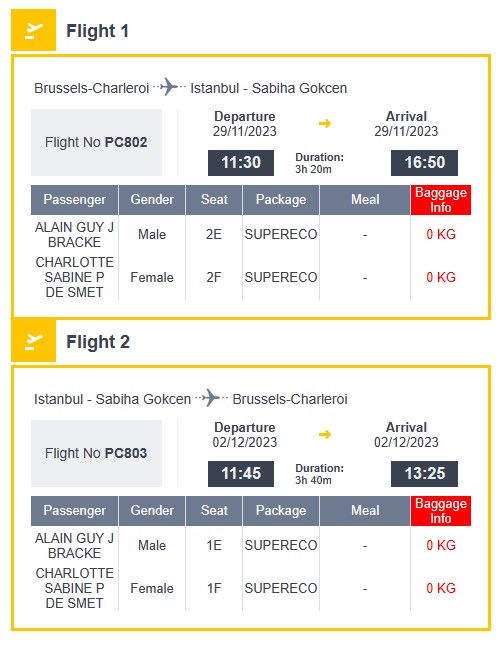 Flight 1
Brussels-Charleroi Istanbul - Sabiha Gokcen
Flight No PC802
Departure
29/11/2023
11:30
Duration:
3h 20m
Arrival
29/11/2023
16:50
Passenger Gender Seat Package Meal Baggage Info
ALAIN GUY J BRACKE Male 2E SUPERECO - 0 KG
CHARLOTTE SABINE P DE SMET Female 2F SUPERECO - 0 KG
Flight 2
Istanbul - Sabiha Gokcen Brussels-Charleroi
Flight No PC803
Departure
02/12/2023
11:45
Duration:
3h 40m
Arrival
02/12/2023
13:25
Passenger Gender Seat Package Meal Baggage Info
ALAIN GUY J BRACKE Male 1E SUPERECO - 0 KG
CHARLOTTE SABINE P DE SMET Female 1F SUPERECO - 0 KG